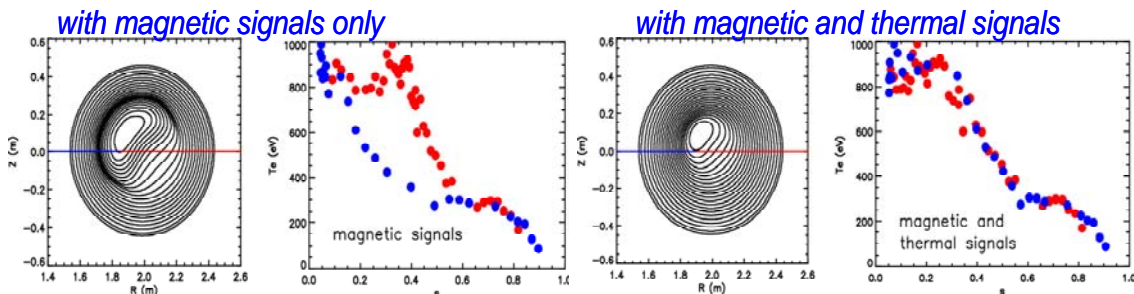 with magnetic signals only
with magnetic and thermal signals
0.6
0.4
0.2
0.0
-0.2
-0.4
-0.6
Z (m)
1.4 1.6 1.8 2.0 2.2 2.4 2.6
R (m)
1000
800
600
400
200
0
Te (eV)
magnetic signals
0.0 0.2 0.4 0.6 0.8 1.0
s
0.6
0.4
0.2
0.0
-0.2
-0.4
-0.6
Z (m)
1.4 1.6 1.8 2.0 2.2 2.4 2.6
R (m)
1000
800
600
400
200
0
Te (eV)
magnetic and
thermal signals
0.0 0.2 0.4 0.6 0.8 1.0
s